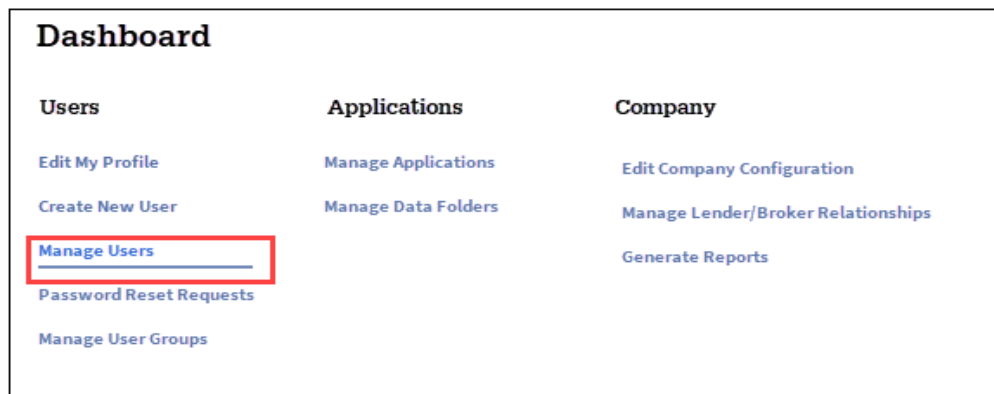 Dashboard
Users
Applications
Company
Edit My Profile
Manage Applications
Edit Company Configuration
Create New User
Manage Data Folders
Manage Lender/Broker Relationships
Manage Users
Generate Reports
Password Reset Requests
Manage User Groups